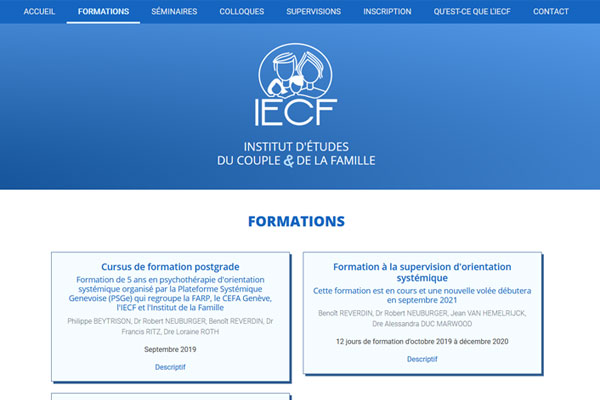 ACCUEIL FORMATIONS SÉMINAIRES COLLOQUES SUPERVISIONS INSCRIPTION QU'EST-CE QUE L'IECF CONTACT
IECF
INSTITUT D'ÉTUDES
DU COUPLE & DE LA FAMILLE
FORMATIONS
Cursus de formation postgrade
Formation de 5 ans en psychothérapie d'orientation
systémique organisé par la Plateforme Systémique
Genevoise (PSGe) qui regroupe la FARP, le CEFA Genève,
l'IECF et l'Institut de la Famille
Philippe BEYTRISON, Dr Robert NEUBURGER, Benoît REVERDIN, Dr
Francis RITZ, Dre Loraine ROTH
Septembre 2019
Descriptif
Formation à la supervision d'orientation
systémique
Cette formation est en cours et une nouvelle volée débutera
en septembre 2021
Benoît REVERDIN, Dr Robert NEUBURGER, Jean VAN HEMELRIJCK,
Dre Alessandra DUC MARWOOD
12 jours de formation d'octobre 2019 à décembre 2020
Descriptif